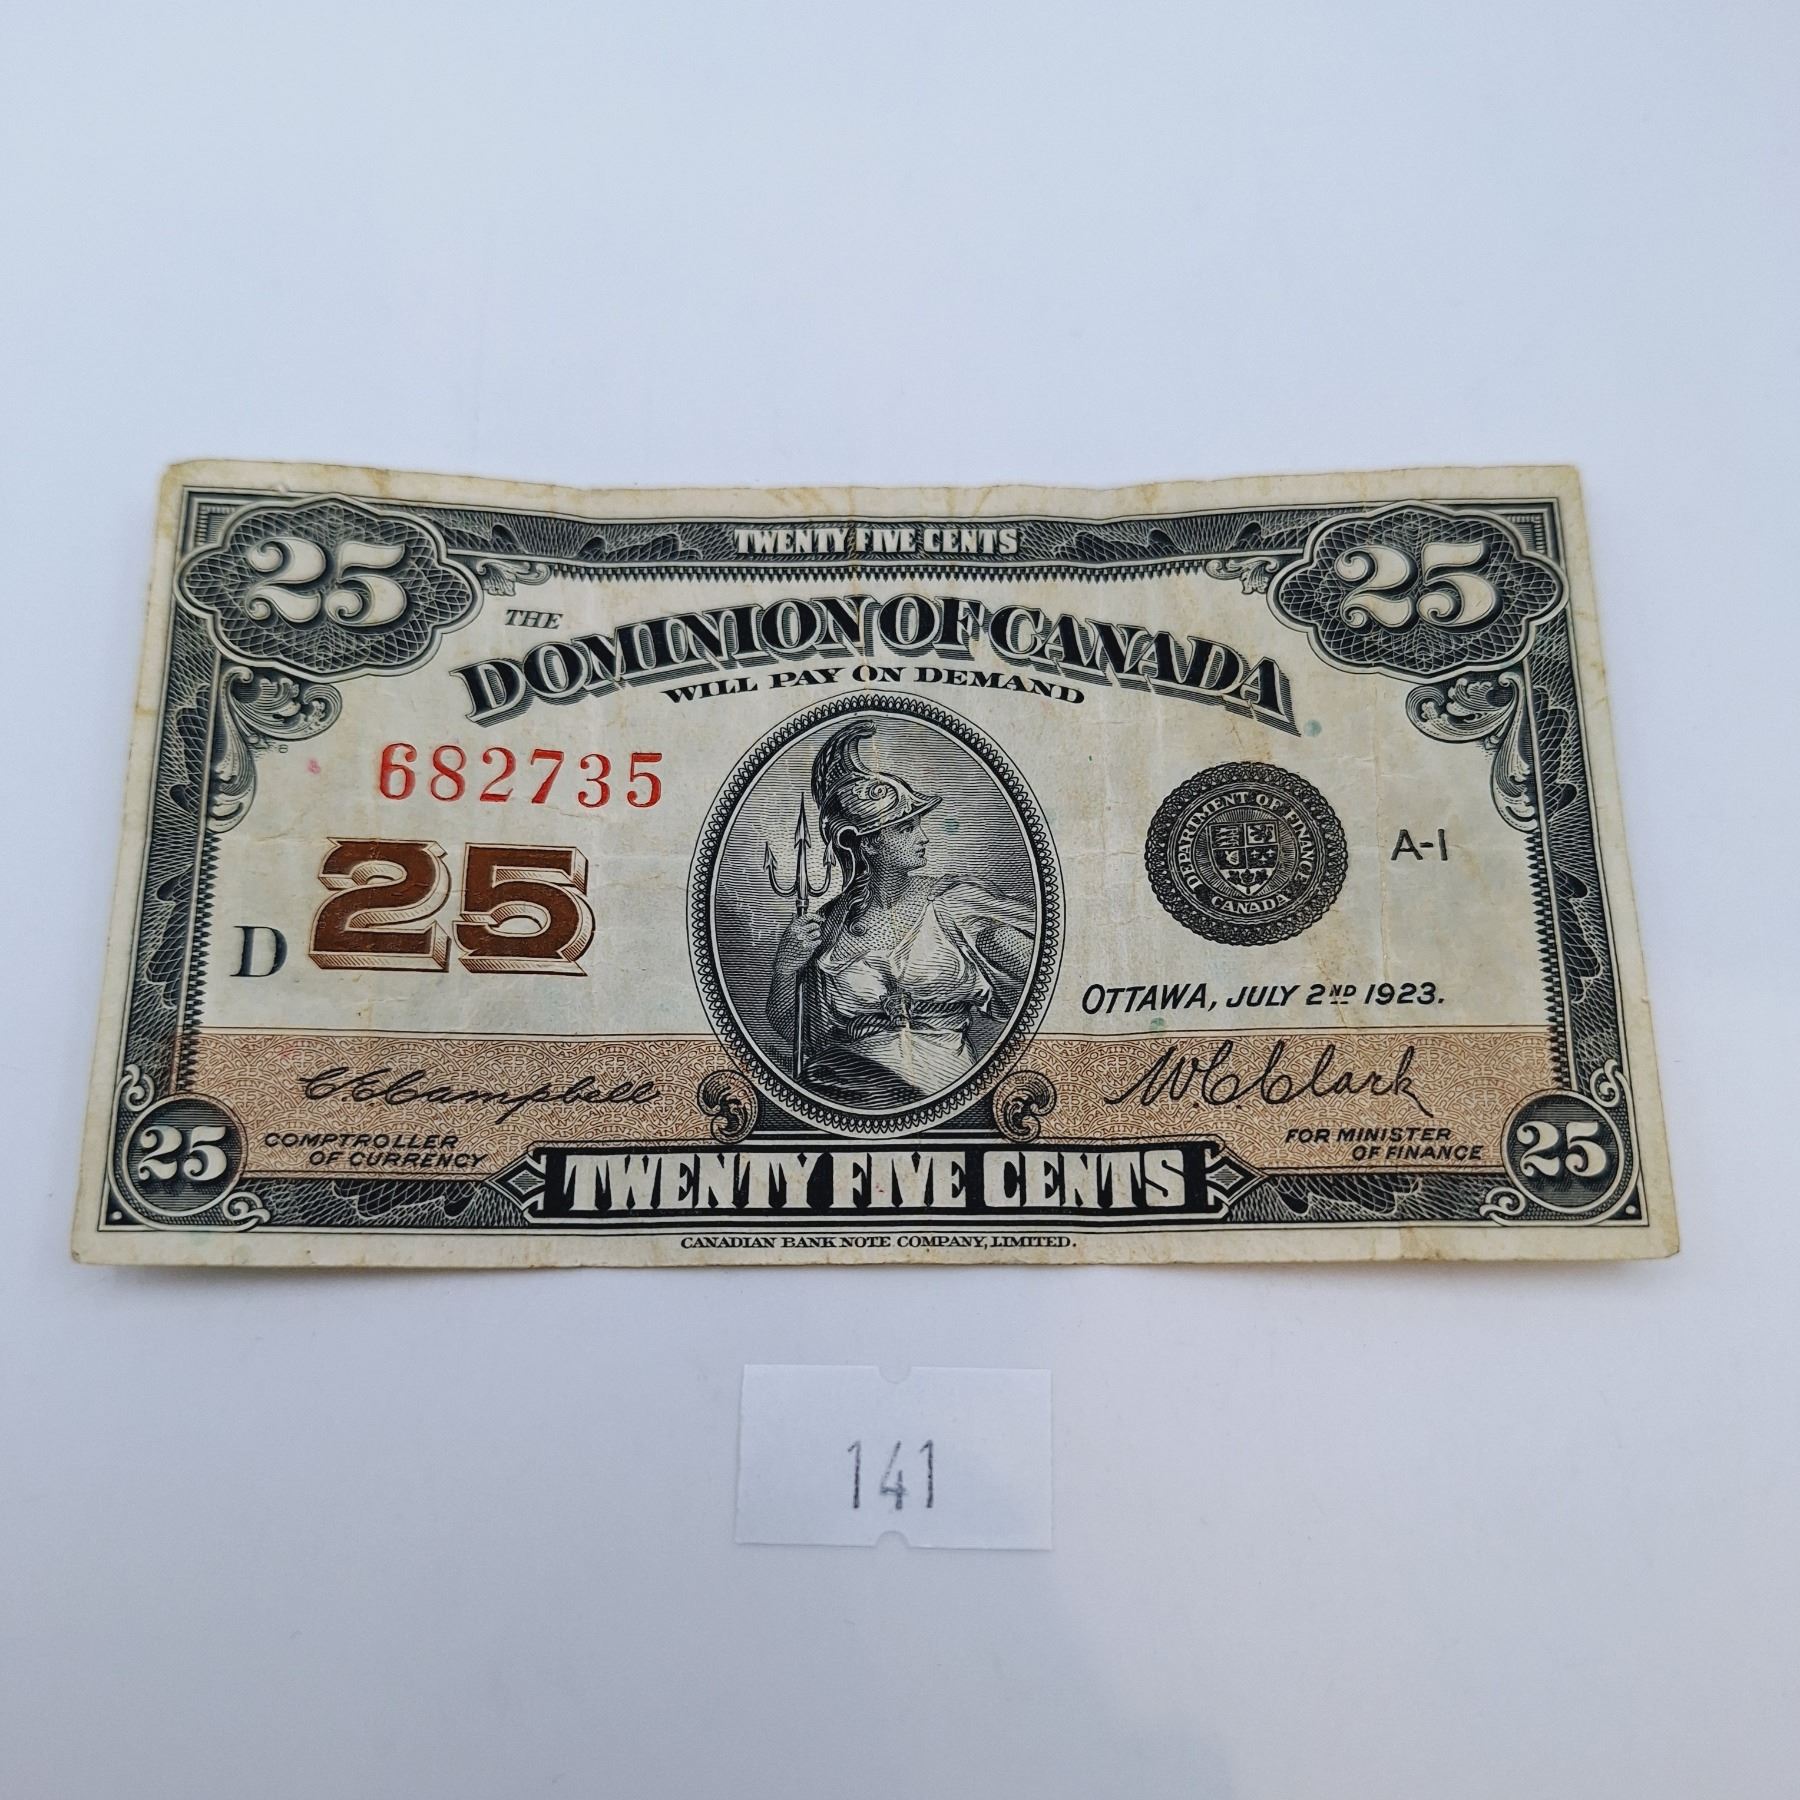 25 TWENTY FIVE CENTS 25
THE
DOMINION OF CANADA
WILL PAY ON DEMAND
682735
25
D
DEPARTMENT OF FINANCE
CANADA
A-1
OTTAWA, JULY 2ND 1923.
C.E. Campbell
W.C. Clark
COMPTROLLER
OF CURRENCY
FOR MINISTER
OF FINANCE
25 TWENTY FIVE CENTS 25
CANADIAN BANK NOTE COMPANY, LIMITED.
141